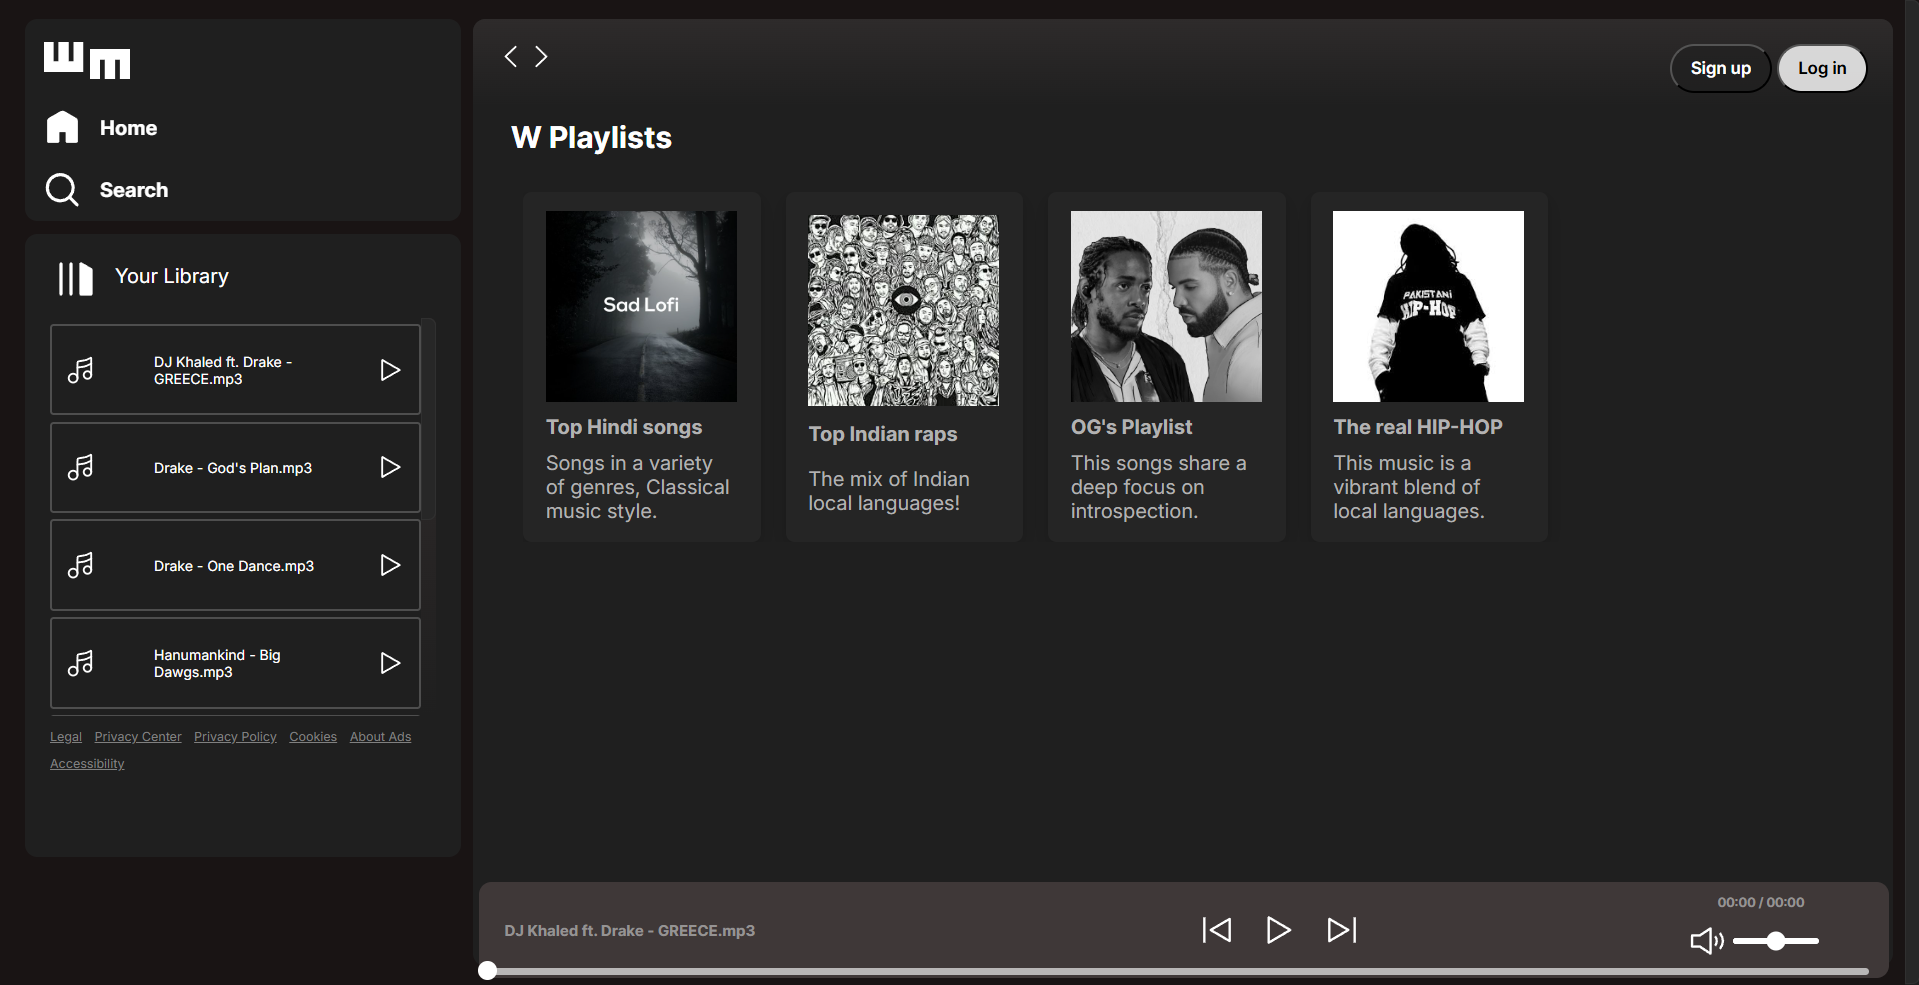 wm
Home
Search
Your Library
DJ Khaled ft. Drake -
GREECE.mp3
Drake - God's Plan.mp3
Drake - One Dance.mp3
Hanumankind - Big
Dawgs.mp3
Legal Privacy Center Privacy Policy Cookies About Ads
Accessibility
Sign up Log in
W Playlists
Sad Lofi
Top Hindi songs
Songs in a variety
of genres, Classical
music style.
Top Indian raps
The mix of Indian
local languages!
OG's Playlist
This songs share a
deep focus on
introspection.
PAKISTANi
HIP-HOP
The real HIP-HOP
This music is a
vibrant blend of
local languages.
DJ Khaled ft. Drake - GREECE.mp3
00:00 / 00:00